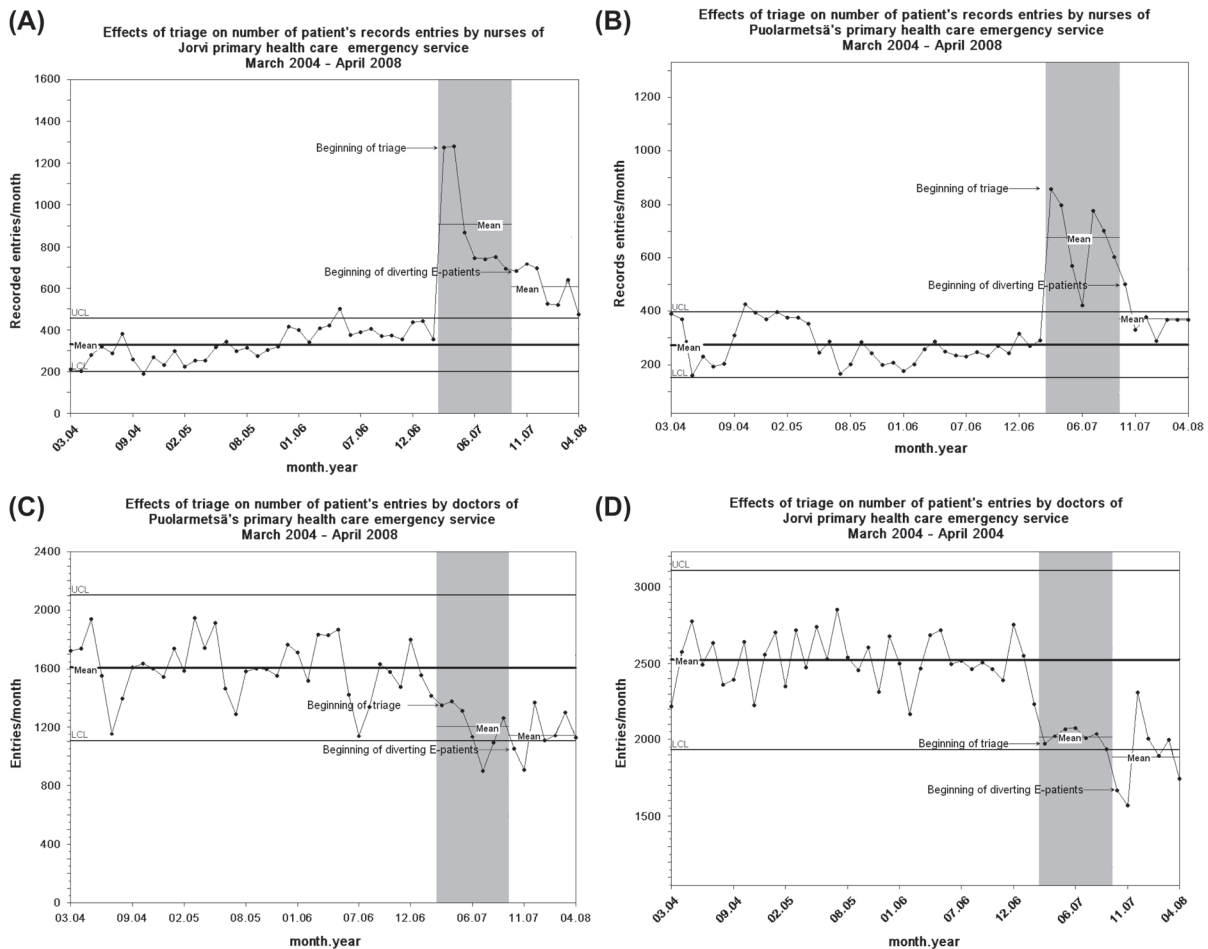 (A)
Effects of triage on number of patient's records entries by nurses of
Jorvi primary health care emergency service
March 2004 - April 2008
Recorded entries/month
1600
1400
1200
1000
800
600
400
200
0
Beginning of triage
Mean
Beginning of diverting E-patients
Mean
UCL
Mean
LCL
03.04
09.04
02.05
08.05
01.06
07.06
12.06
06.07
11.07
04.08
month.year
(B)
Effects of triage on number of patient's records entries by nurses of
Puolarmetsä's primary health care emergency service
March 2004 - April 2008
Records entries/month
1200
1000
800
600
400
200
Beginning of triage
Mean
Beginning of diverting E-patients
Mean
UCL
Mean
LCL
03.04
09.04
02.05
08.05
01.06
07.06
12.06
06.07
11.07
04.08
month.year
(C)
Effects of triage on number of patient's entries by doctors of
Puolarmetsä's primary health care emergency service
March 2004 - April 2008
Entries/month
2400
2000
1600
1200
800
400
0
UCL
Mean
Beginning of triage
Mean
Mean
LCL
Beginning of diverting E-patients
03.04
09.04
02.05
08.05
01.06
07.06
12.06
06.07
11.07
04.08
month.year
(D)
Effects of triage on number of patient's entries by doctors of
Jorvi primary health care emergency service
March 2004 - April 2004
Entries/month
3000
2500
2000
1500
UCL
Mean
LCL
Beginning of triage
Mean
Mean
Beginning of diverting E-patients
03.04
09.04
02.05
08.05
01.06
07.06
12.06
06.07
11.07
04.08
month.year